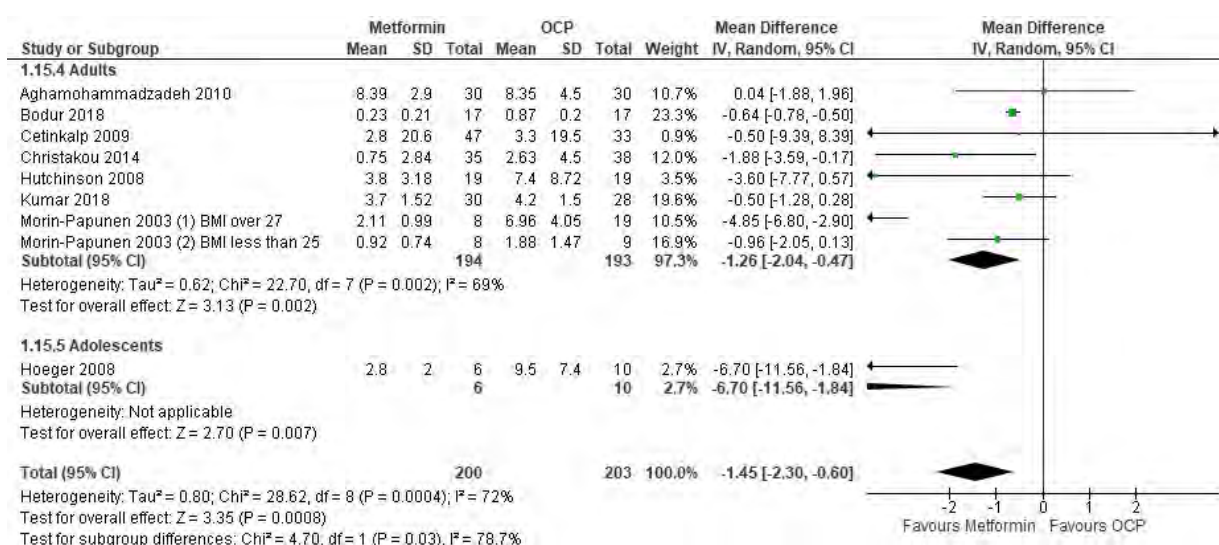 Metformin OCP Mean Difference Mean Difference
Study or Subgroup Mean SD Total Mean SD Total Weight IV, Random, 95% CI IV, Random, 95% CI
1.15.4 Adults
Aghamohammadzadeh 2010 8.39 2.9 30 8.35 4.5 30 10.7% 0.04 [-1.88, 1.96]
Bodur 2018 0.23 0.21 17 0.87 0.2 17 23.3% -0.64 [-0.78, -0.50]
Cetinkalp 2009 2.8 20.6 47 3.3 19.5 33 0.9% -0.50 [-9.39, 8.39]
Christakou 2014 0.75 2.84 35 2.63 4.5 38 12.0% -1.88 [-3.59, -0.17]
Hutchinson 2008 3.8 3.18 19 7.4 8.72 19 3.5% -3.60 [-7.77, 0.57]
Kumar 2018 3.7 1.52 30 4.2 1.5 28 19.6% -0.50 [-1.28, 0.28]
Morin-Papunen 2003 (1) BMI over 27 2.11 0.99 8 6.96 4.05 19 10.5% -4.85 [-6.80, -2.90]
Morin-Papunen 2003 (2) BMI less than 25 0.92 0.74 8 1.88 1.47 9 16.9% -0.96 [-2.05, 0.13]
Subtotal (95% CI) 194 193 97.3% -1.26 [-2.04, -0.47]
Heterogeneity: Tau² = 0.62; Chi² = 22.70, df = 7 (P = 0.002); I² = 69%
Test for overall effect: Z = 3.13 (P = 0.002)
1.15.5 Adolescents
Hoeger 2008 2.8 2 6 9.5 7.4 10 2.7% -6.70 [-11.56, -1.84]
Subtotal (95% CI) 6 10 2.7% -6.70 [-11.56, -1.84]
Heterogeneity: Not applicable
Test for overall effect: Z = 2.70 (P = 0.007)
Total (95% CI) 200 203 100.0% -1.45 [-2.30, -0.60]
Heterogeneity: Tau² = 0.80; Chi² = 28.62, df = 8 (P = 0.0004); I² = 72%
Test for overall effect: Z = 3.35 (P = 0.0008)
Test for subgroup differences: Chi² = 4.70, df = 1 (P = 0.03), I² = 78.7%
-2 -1 0 1 2
Favours Metformin Favours OCP